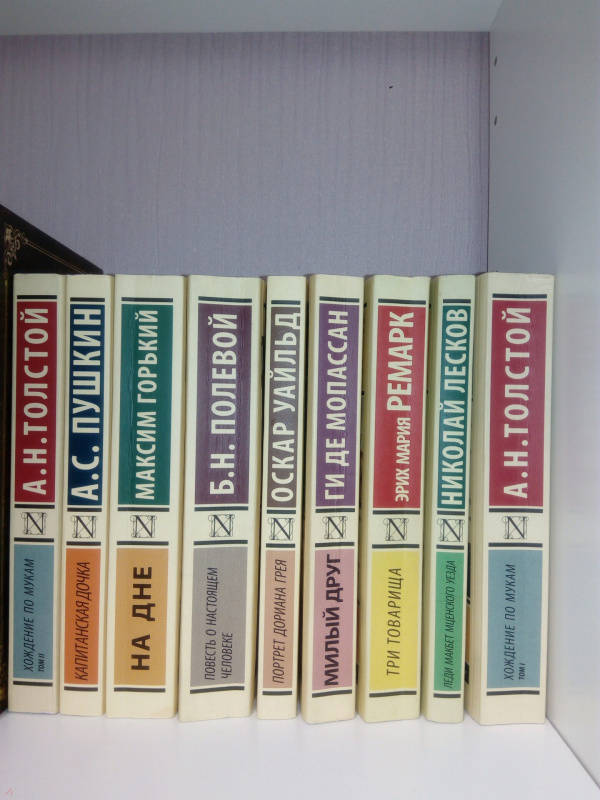 А.Н.ТОЛСТОЙ
ХОЖДЕНИЕ ПО МУКАМ
ТОМ II
А.С. ПУШКИН
КАПИТАНСКАЯ ДОЧКА
МАКСИМ ГОРЬКИЙ
НА ДНЕ
Б.Н. ПОЛЕВОЙ
ПОВЕСТЬ О НАСТОЯЩЕМ
ЧЕЛОВЕКЕ
ОСКАР УАЙЛЬД
ПОРТРЕТ ДОРИАНА ГРЕЯ
ГИ ДЕ МОПАССАН
МИЛЫЙ ДРУГ
ЭРИХ МАРИЯ РЕМАРК
ТРИ ТОВАРИЩА
НИКОЛАЙ ЛЕСКОВ
ЛЕДИ МАКБЕТ МЦЕНСКОГО УЕЗДА
А.Н.ТОЛСТОЙ
ХОЖДЕНИЕ ПО МУКАМ
ТОМ I